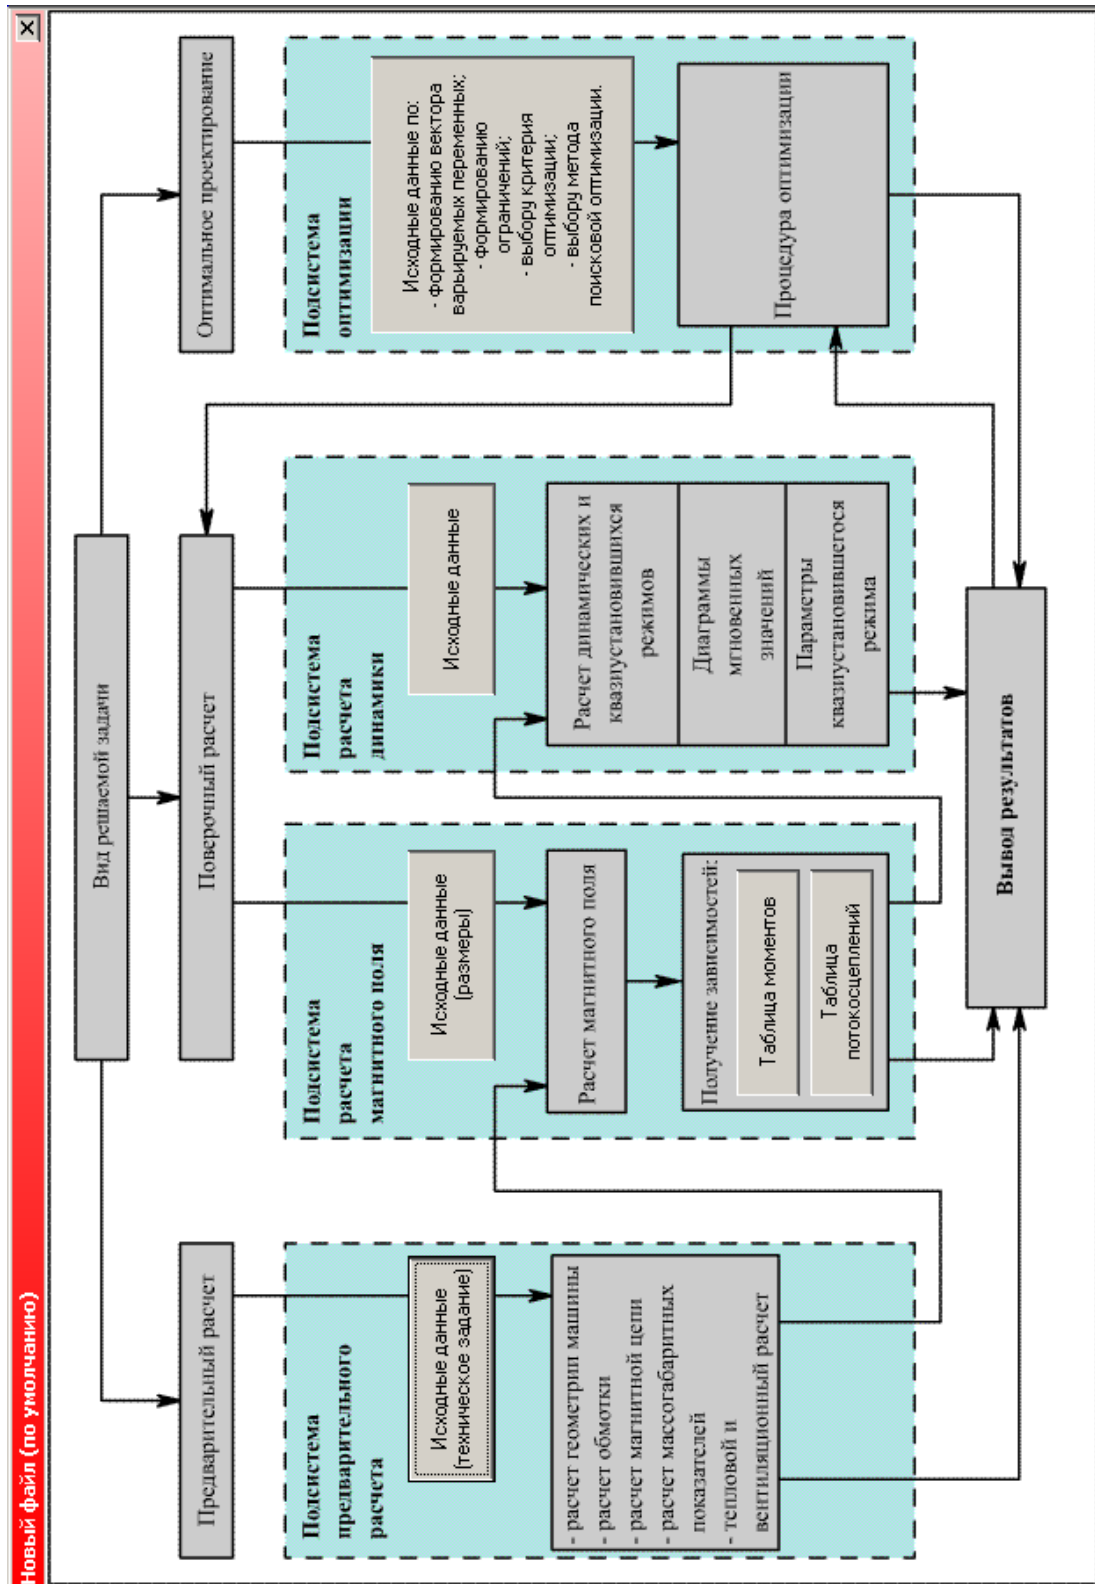 Новый файл (по умолчанию)
Вид решаемой задачи
Предварительный расчет
Поверочный расчет
Оптимальное проектирование
Подсистема
предварительного
расчета
Исходные данные
(техническое задание)
- расчет геометрии машины
- расчет обмотки
- расчет магнитной цепи
- расчет массогабаритных
показателей
- тепловой и
вентиляционный расчет
Подсистема
расчета
магнитного поля
Исходные данные
(размеры)
Расчет магнитного поля
Получение зависимостей:
Таблица моментов
Таблица
потокосцеплений
Подсистема
расчета
динамики
Исходные данные
Расчет динамических и
квазиустановившихся
режимов
Диаграммы
мгновенных
значений
Параметры
квазиустановившегося
режима
Подсистема
оптимизации
Исходные данные по:
- формированию вектора
варьируемых переменных;
- формированию
ограничений;
- выбору критерия
оптимизации;
- выбору метода
поисковой оптимизации.
Процедура оптимизации
Вывод результатов